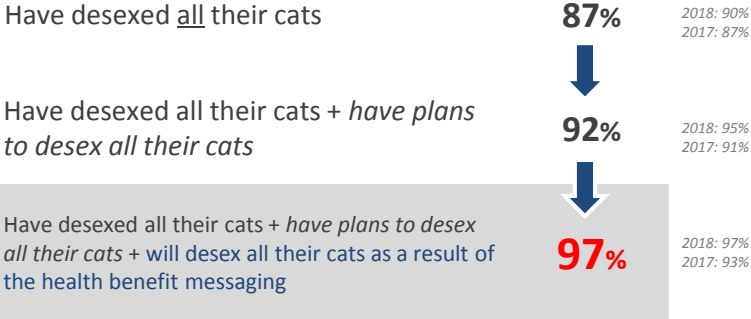 Have desexed all their cats
87%
2018: 90%
2017: 87%
Have desexed all their cats + have plans
to desex all their cats
92%
2018: 95%
2017: 91%
Have desexed all their cats + have plans to desex
all their cats + will desex all their cats as a result of
the health benefit messaging
97%
2018: 97%
2017: 93%